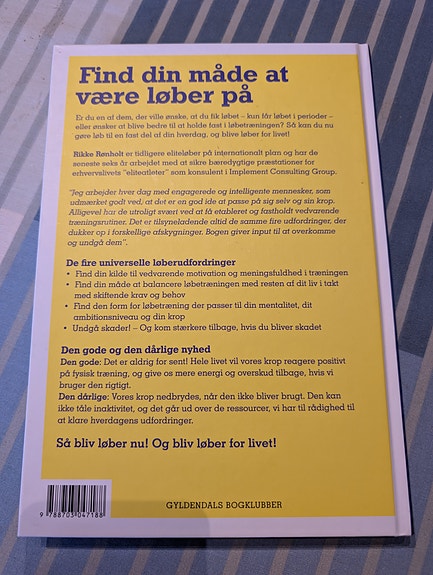 Find din måde at
være løber på
Er du en af dem, der ville ønske, at du fik løbet – kun får løbet i perioder –
eller ønsker at blive bedre til at holde fast i løbetræningen? Så kan du nu
gøre løb til en fast del af din hverdag, og blive løber for livet!
Rikke Rønholt er tidligere eliteløber på internationalt plan og har de
seneste seks år arbejdet med at sikre bæredygtige præstationer for
erhvervslivets "eliteatleter" som konsulent i Implement Consulting Group.
"Jeg arbejder hver dag med engagerede og intelligente mennesker, som
udmærket godt ved, at det er en god ide at passe på sig selv og sin krop.
Alligevel har de utroligt svært ved at få etableret og fastholdt vedvarende
træningsrutiner. Det er tilsyneladende altid de samme fire udfordringer, der
dukker op i forskellige afskygninger. Bogen giver input til at overkomme
og undgå dem".
De fire universelle løberudfordringer
• Find din kilde til vedvarende motivation og meningsfuldhed i træningen
• Find din måde at balancere løbetræningen med resten af dit liv i takt
med skiftende krav og behov
• Find den form for løbetræning der passer til din mentalitet, dit
ambitionsniveau og din krop
• Undgå skader! – Og kom stærkere tilbage, hvis du bliver skadet
Den gode og den dårlige nyhed
Den gode: Det er aldrig for sent! Hele livet vil vores krop reagere positivt
på fysisk træning, og give os mere energi og overskud tilbage, hvis vi
bruger den rigtigt.
Den dårlige: Vores krop nedbrydes, når den ikke bliver brugt. Den kan
ikke tåle inaktivitet, og det går ud over de ressourcer, vi har til rådighed til
at klare hverdagens udfordringer.
Så bliv løber nu! Og bliv løber for livet!
GYLDENDALS BOGKLUBBER
9 788703 047188